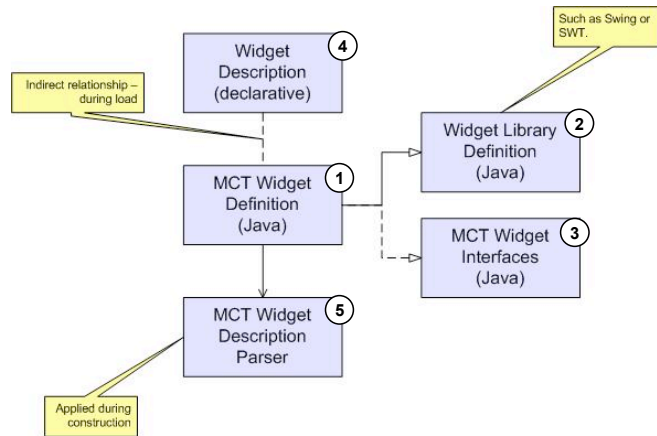 Such as Swing or
SWT.
4
Widget
Description
(declarative)
Indirect relationship –
during load
2
Widget Library
Definition
(Java)
1
MCT Widget
Definition
(Java)
3
MCT Widget
Interfaces
(Java)
5
MCT Widget
Description
Parser
Applied during
construction